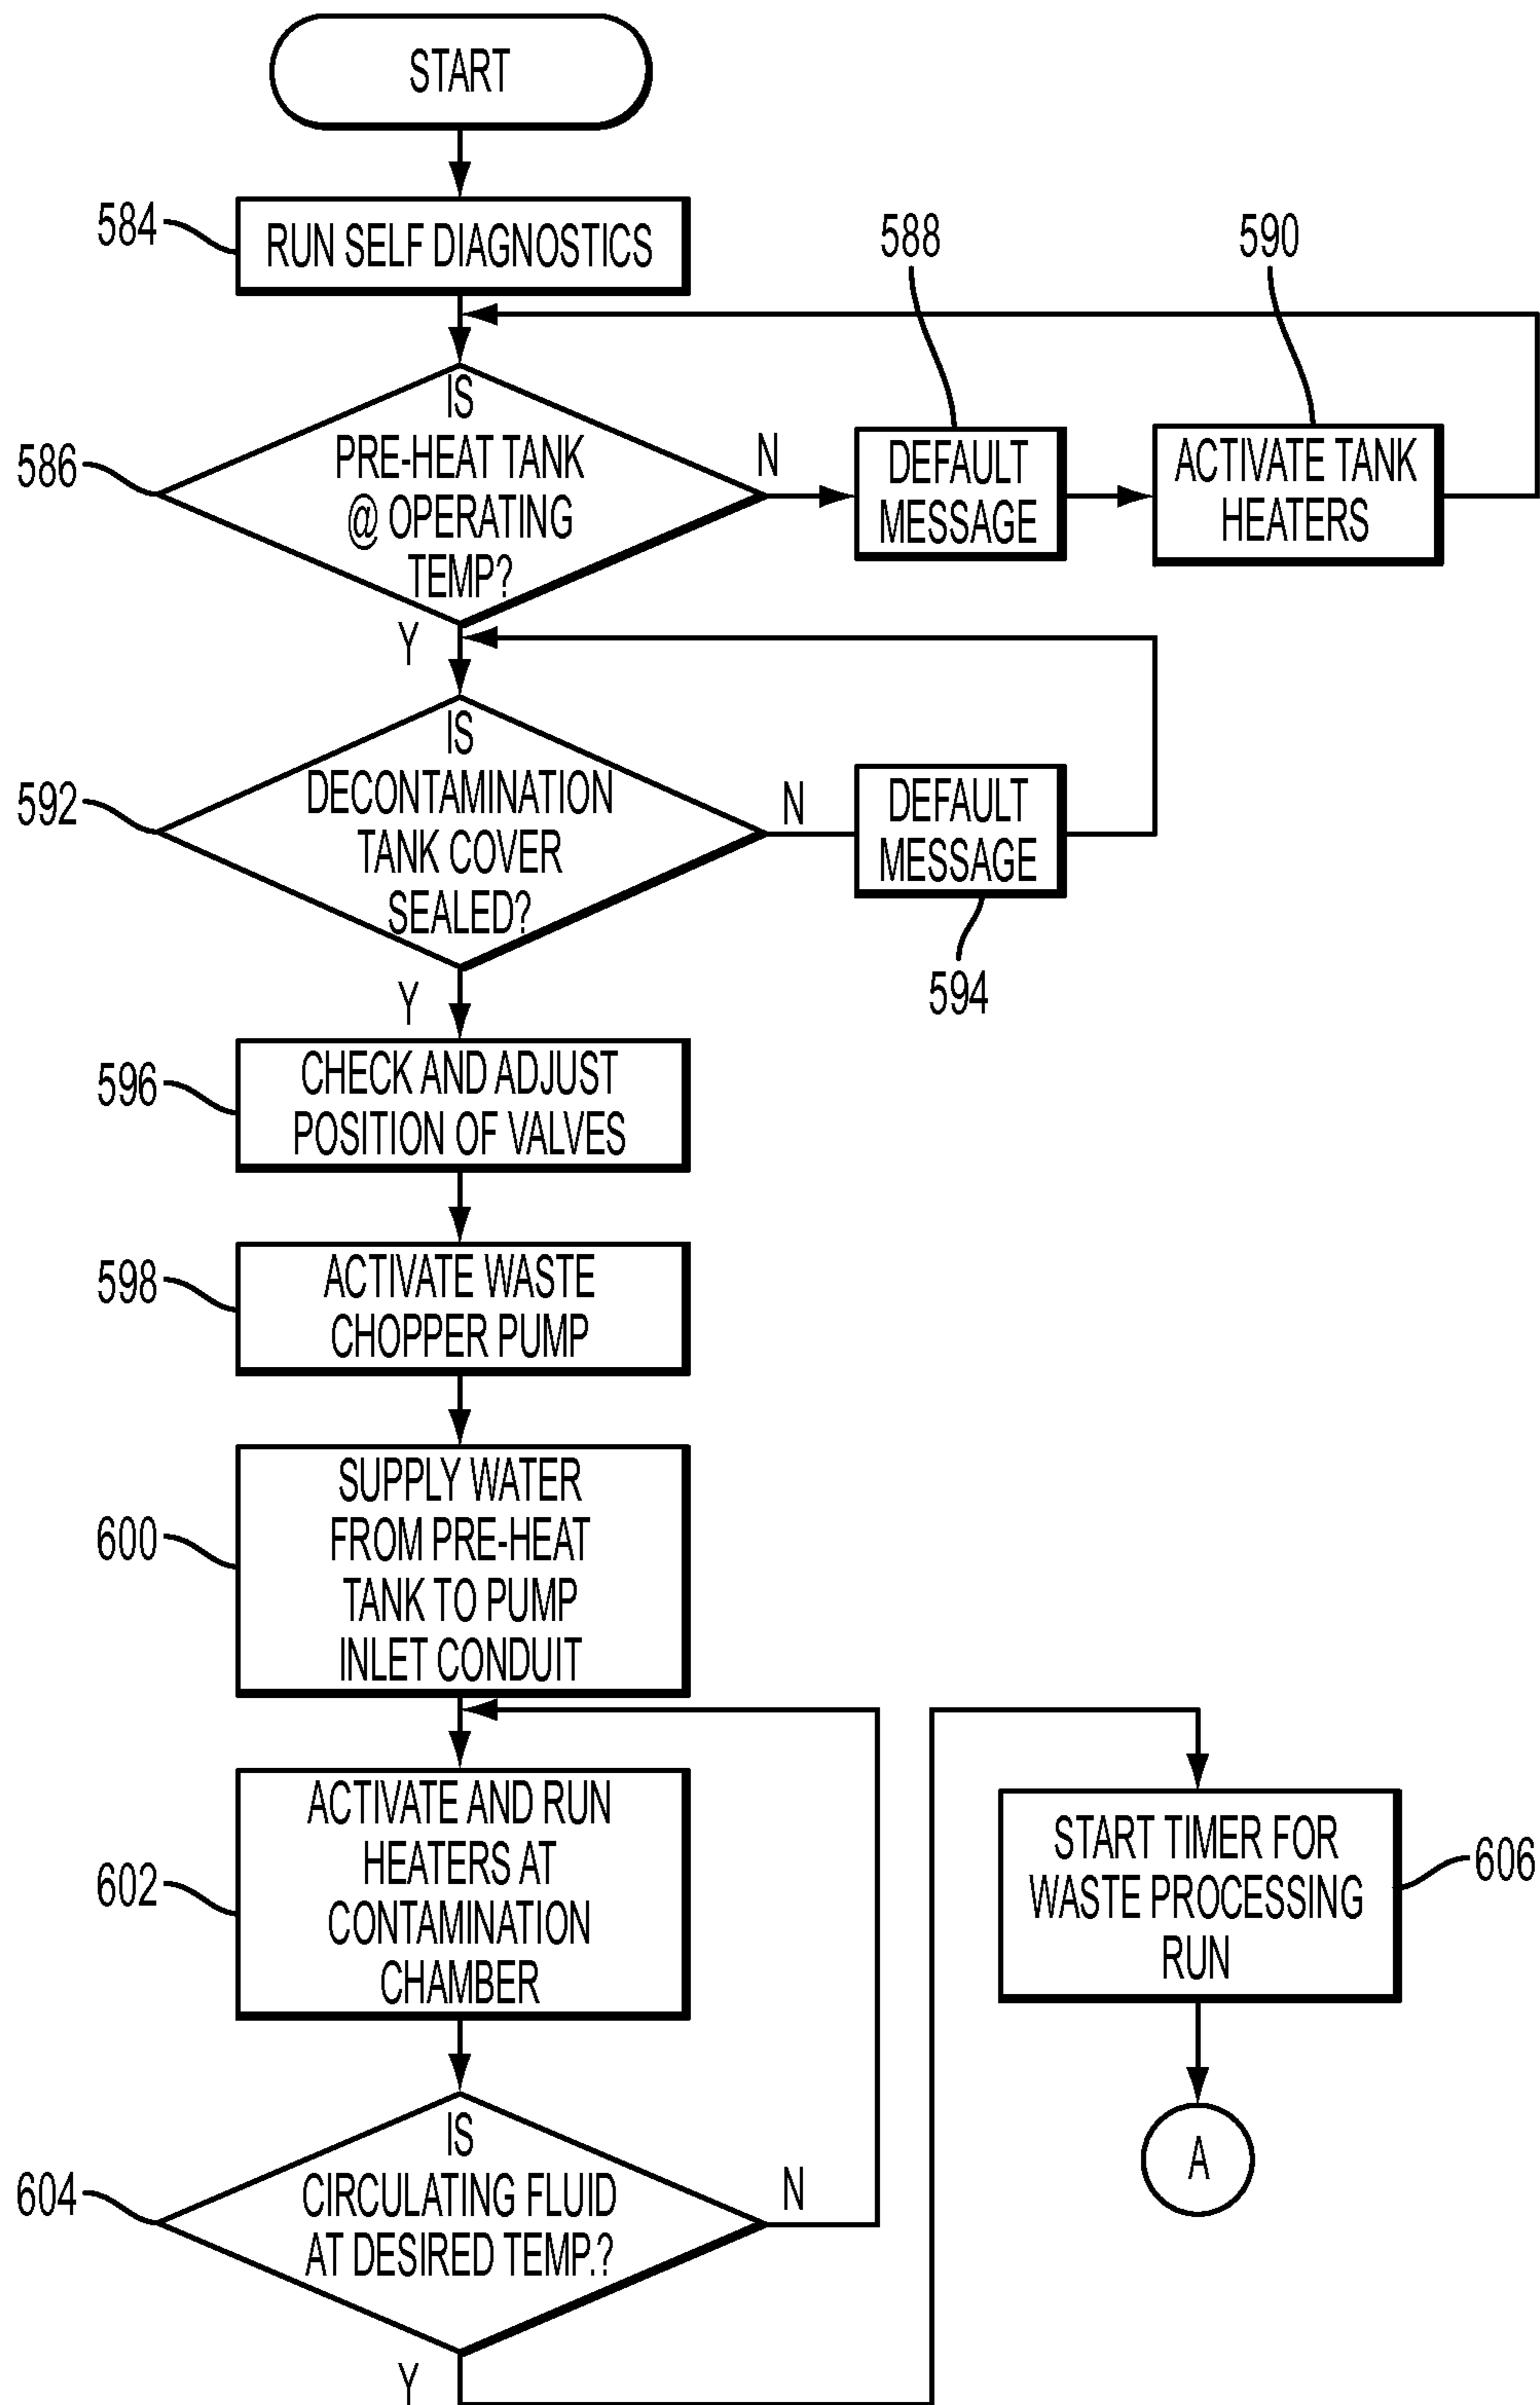 START
584
RUN SELF DIAGNOSTICS
588
590
586
IS
PRE-HEAT TANK
@ OPERATING
TEMP?
N
DEFAULT
MESSAGE
ACTIVATE TANK
HEATERS
Y
592
IS
DECONTAMINATION
TANK COVER
SEALED?
N
DEFAULT
MESSAGE
594
Y
596
CHECK AND ADJUST
POSITION OF VALVES
598
ACTIVATE WASTE
CHOPPER PUMP
600
SUPPLY WATER
FROM PRE-HEAT
TANK TO PUMP
INLET CONDUIT
602
ACTIVATE AND RUN
HEATERS AT
CONTAMINATION
CHAMBER
604
IS
CIRCULATING FLUID
AT DESIRED TEMP.?
N
Y
START TIMER FOR
WASTE PROCESSING
RUN
606
A